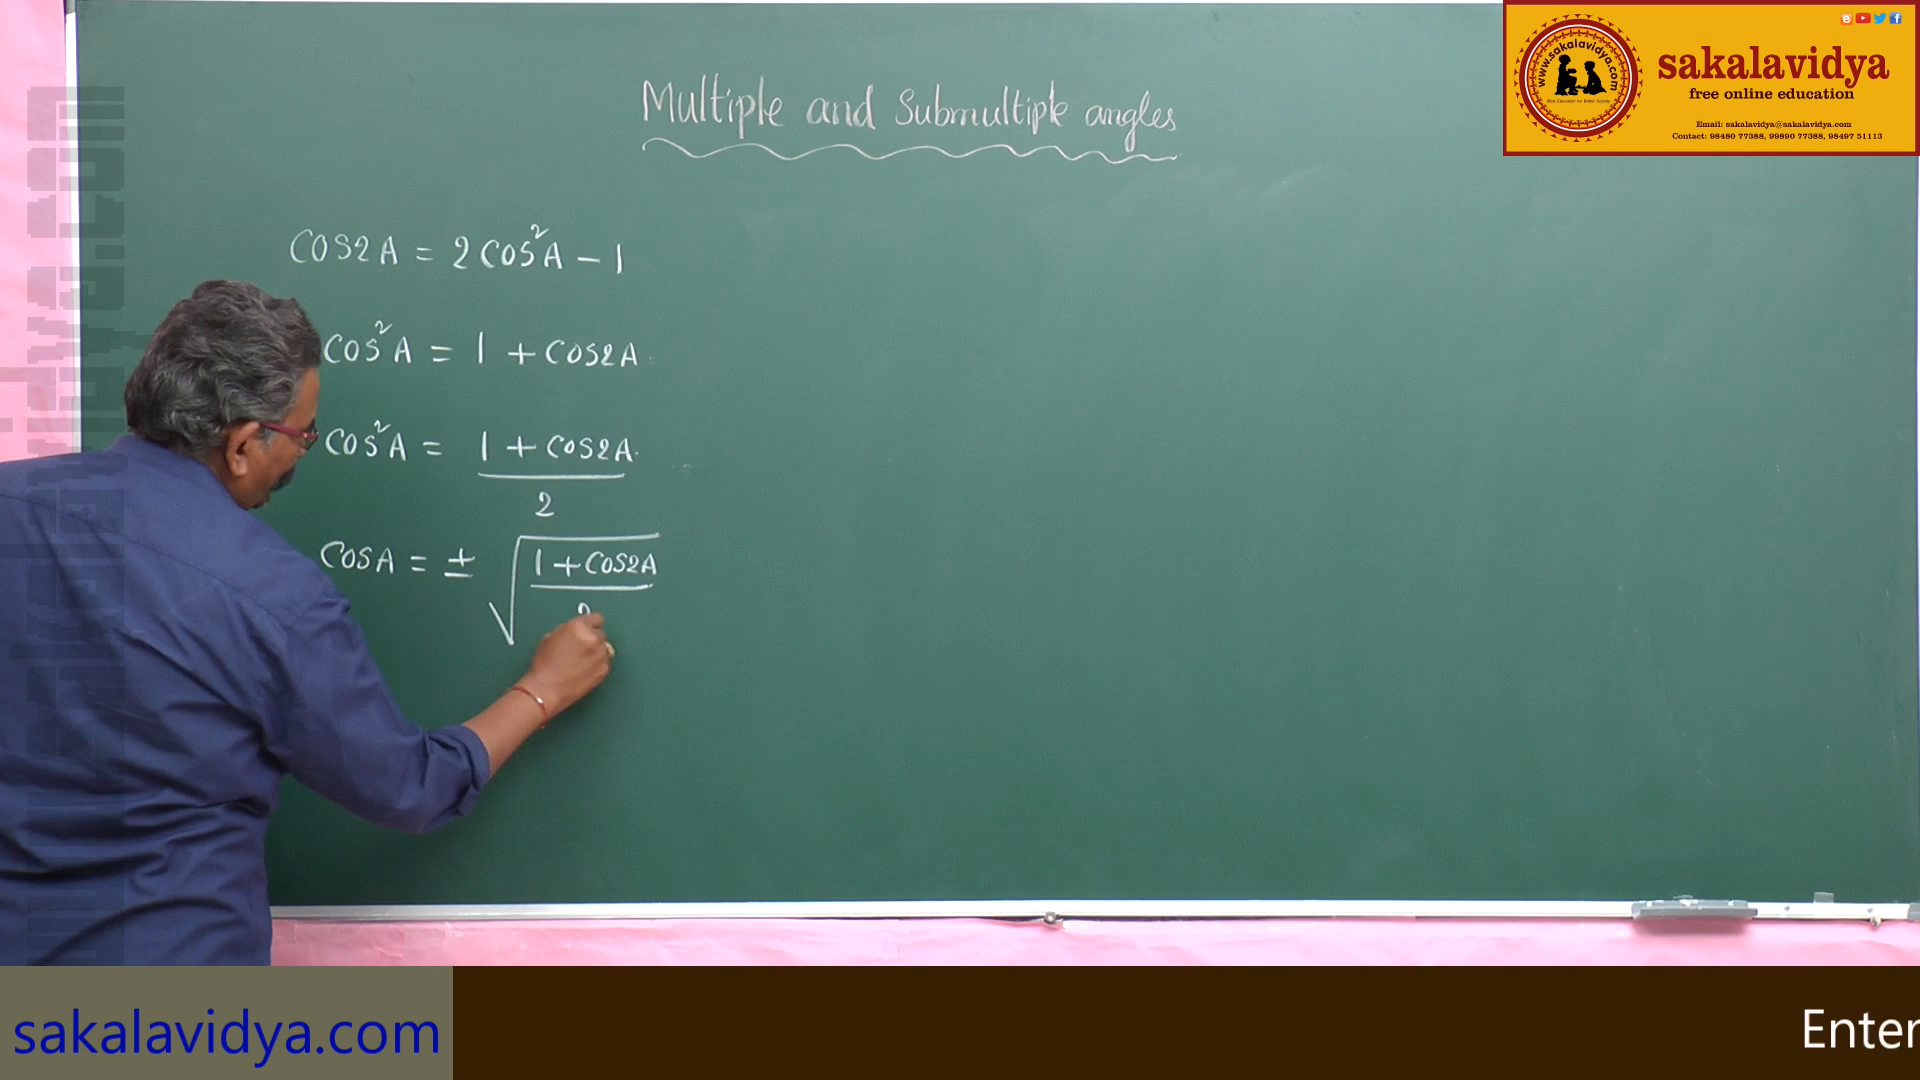 Multiple and Submultiple angles
COS2A = 2COS²A - 1
COS²A = 1 + COS2A
COS²A = 1 + COS2A / 2
COSA = ± √ 1 + COS2A / 2
www.sakalavidya.com
sakalavidya
free online education
Email: sakalavidya@sakalavidya.com
Contact: 98480 77388, 99890 77388, 98497 51113
sakalavidya.com
Enter